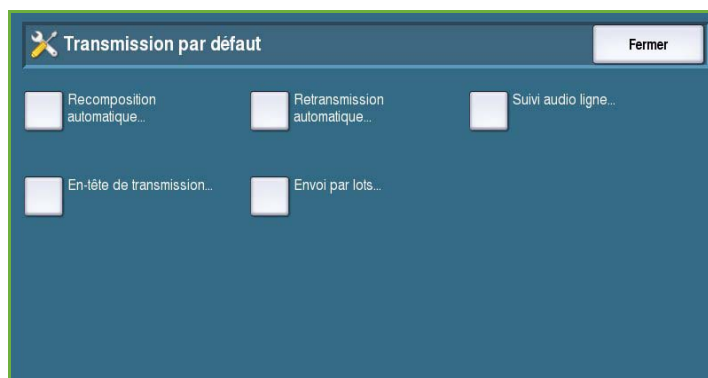 Transmission par défaut
Fermer
Recomposition
automatique...
Retransmission
automatique...
Suivi audio ligne...
En-tête de transmission...
Envoi par lots...